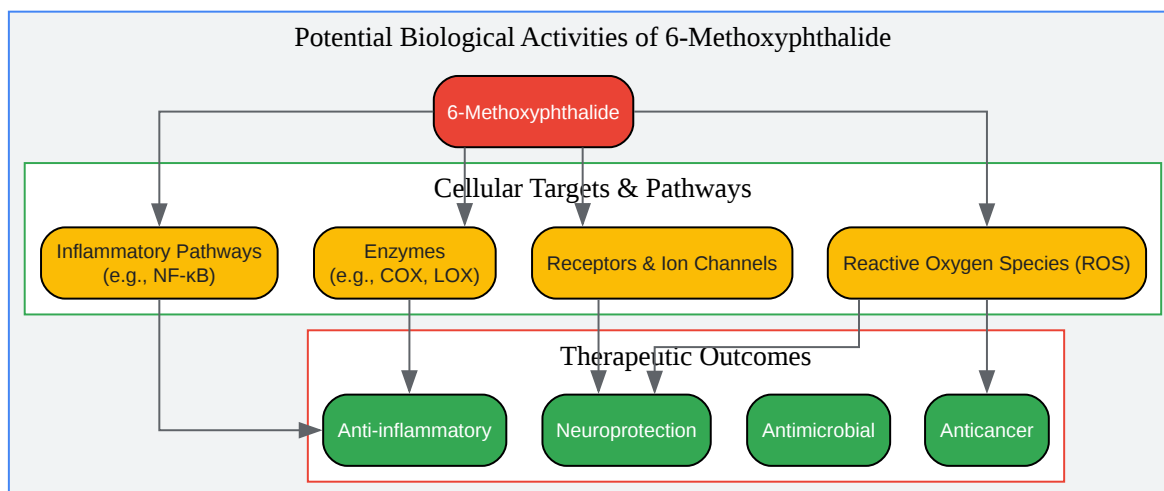 Potential Biological Activities of 6-Methoxyphthalide
6-Methoxyphthalide
Cellular Targets & Pathways
Inflammatory Pathways
(e.g., NF-κB)
Enzymes
(e.g., COX, LOX)
Receptors & Ion Channels
Reactive Oxygen Species (ROS)
Therapeutic Outcomes
Anti-inflammatory
Neuroprotection
Antimicrobial
Anticancer